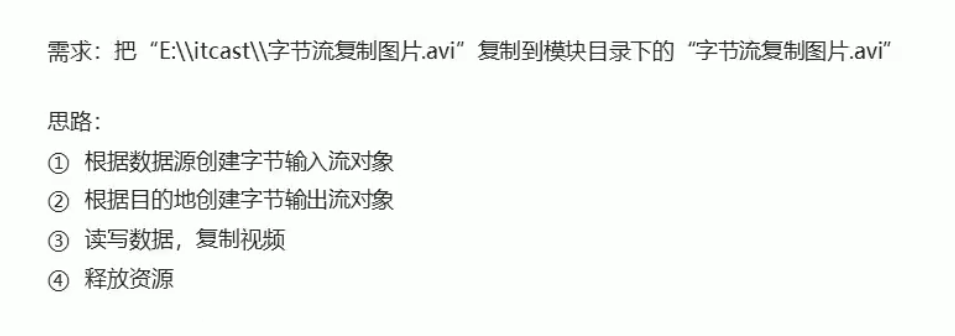 需求：把“E:\\itcast\\字节流复制图片.avi”复制到模块目录下的“字节流复制图片.avi”
思路：
① 根据数据源创建字节输入流对象
② 根据目的地创建字节输出流对象
③ 读写数据，复制视频
④ 释放资源